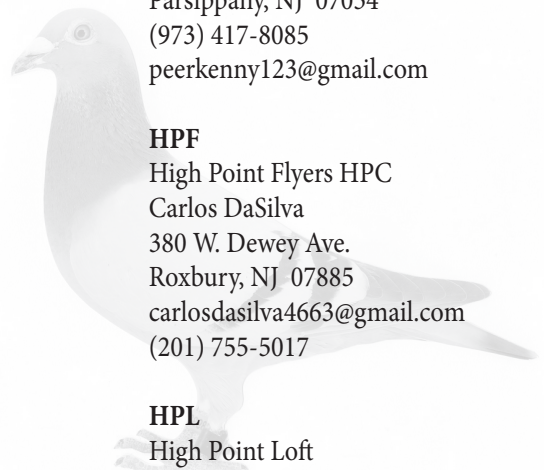 Parsippany, NJ 07054
(973) 417-8085
peerkenny123@gmail.com
HPF
High Point Flyers HPC
Carlos DaSilva
380 W. Dewey Ave.
Roxbury, NJ 07885
carlosdasilva4663@gmail.com
(201) 755-5017
HPL
High Point Loft